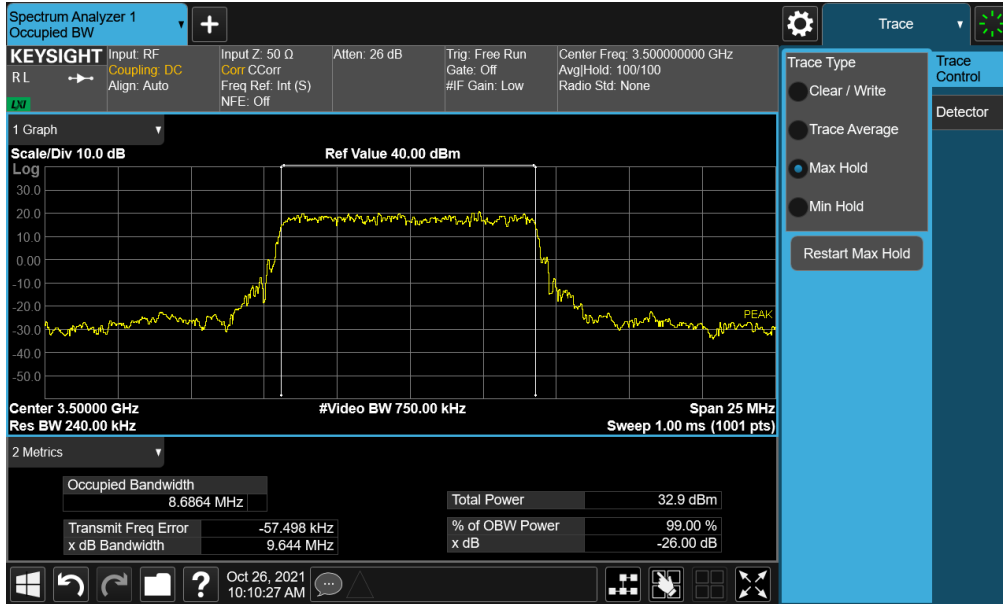 Spectrum Analyzer 1
Occupied BW
Trace
KEYSIGHT
R L
LXI
Input: RF
Coupling: DC
Align: Auto
Input Z: 50 Ω
Corr CCorr
Freq Ref: Int (S)
NFE: Off
Atten: 26 dB
Trig: Free Run
Gate: Off
#IF Gain: Low
Center Freq: 3.500000000 GHz
Avg|Hold: 100/100
Radio Std: None
Trace Type
Clear / Write
Trace Average
Max Hold
Min Hold
Restart Max Hold
Trace
Control
Detector
1 Graph
Scale/Div 10.0 dB
Ref Value 40.00 dBm
Log
30.0
20.0
10.0
0.00
-10.0
-20.0
-30.0
-40.0
-50.0
PEAK
Center 3.50000 GHz
#Video BW 750.00 kHz
Span 25 MHz
Res BW 240.00 kHz
Sweep 1.00 ms (1001 pts)
2 Metrics
Occupied Bandwidth
8.6864 MHz
Total Power 32.9 dBm
Transmit Freq Error -57.498 kHz
% of OBW Power 99.00 %
x dB Bandwidth 9.644 MHz
x dB -26.00 dB
?
Oct 26, 2021
10:10:27 AM